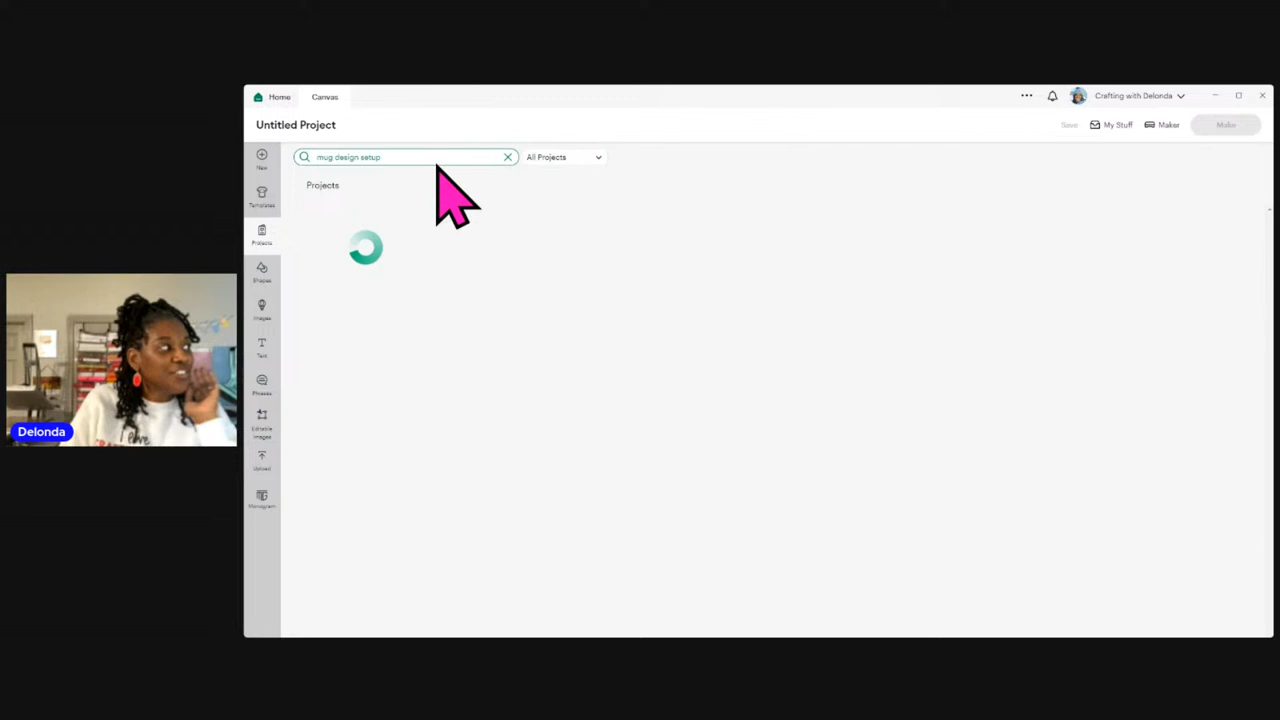 Home
Canvas
Crafting with Delonda
Untitled Project
Save
My Stuff
Maker
Make
New
mug design setup
All Projects
Projects
Templates
Projects
Shapes
Images
Text
Phrases
Editable
Images
Upload
Monogram
Delonda
I love